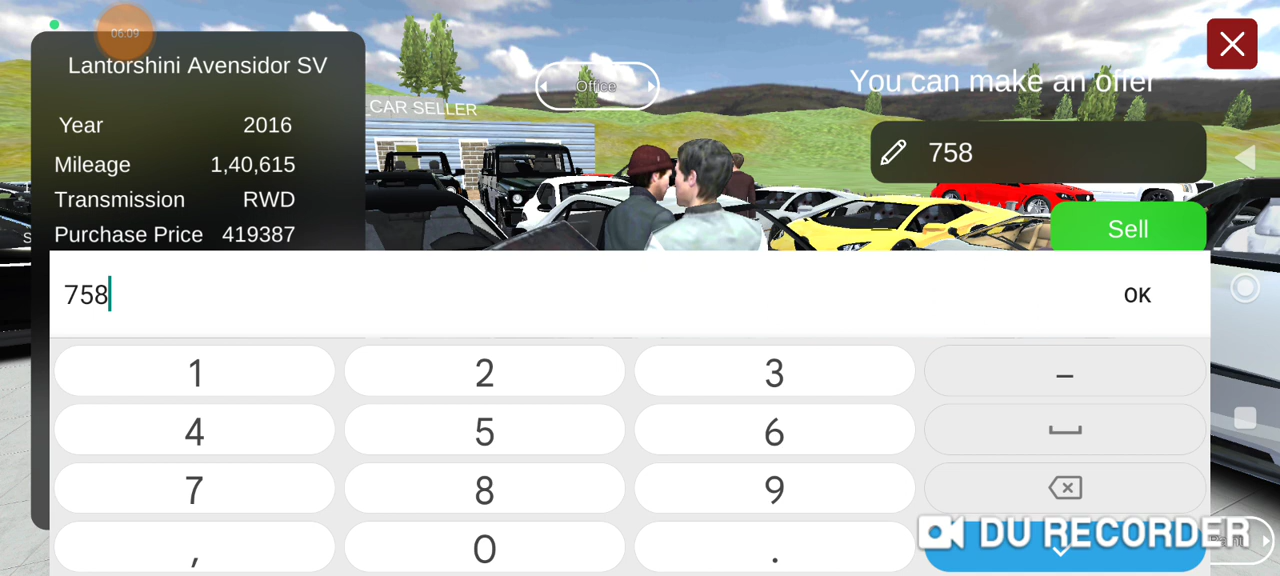 06:09
Lantorshini Avensidor SV
Year 2016
Mileage 1,40,615
Transmission RWD
Purchase Price 419387
Office
CAR SELLER
You can make an offer
758
Sell
758
OK
1 2 3 –
4 5 6
7 8 9
, 0 .
DU RECORDER